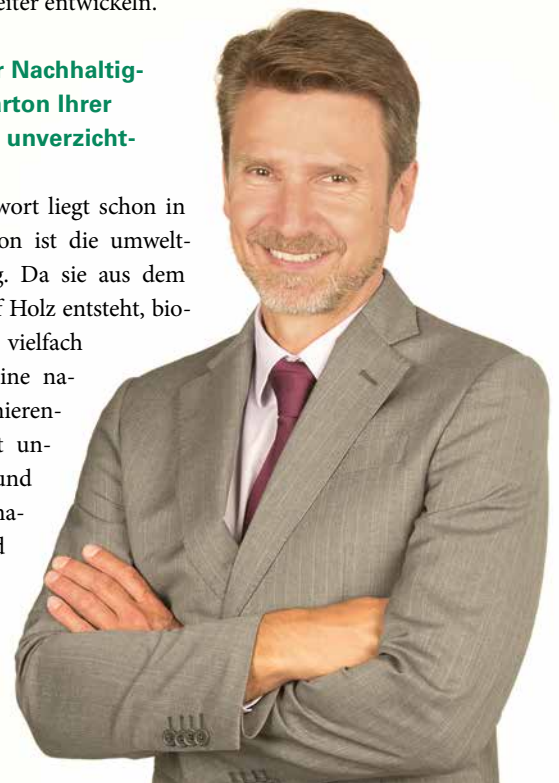 eiter entwickeln.
r Nachhaltig-
arton Ihrer
unverzicht-
wort liegt schon in
on ist die umwelt-
g. Da sie aus dem
f Holz entsteht, bio-
vielfach
ine na-
nieren-
t un-
und
na-
d